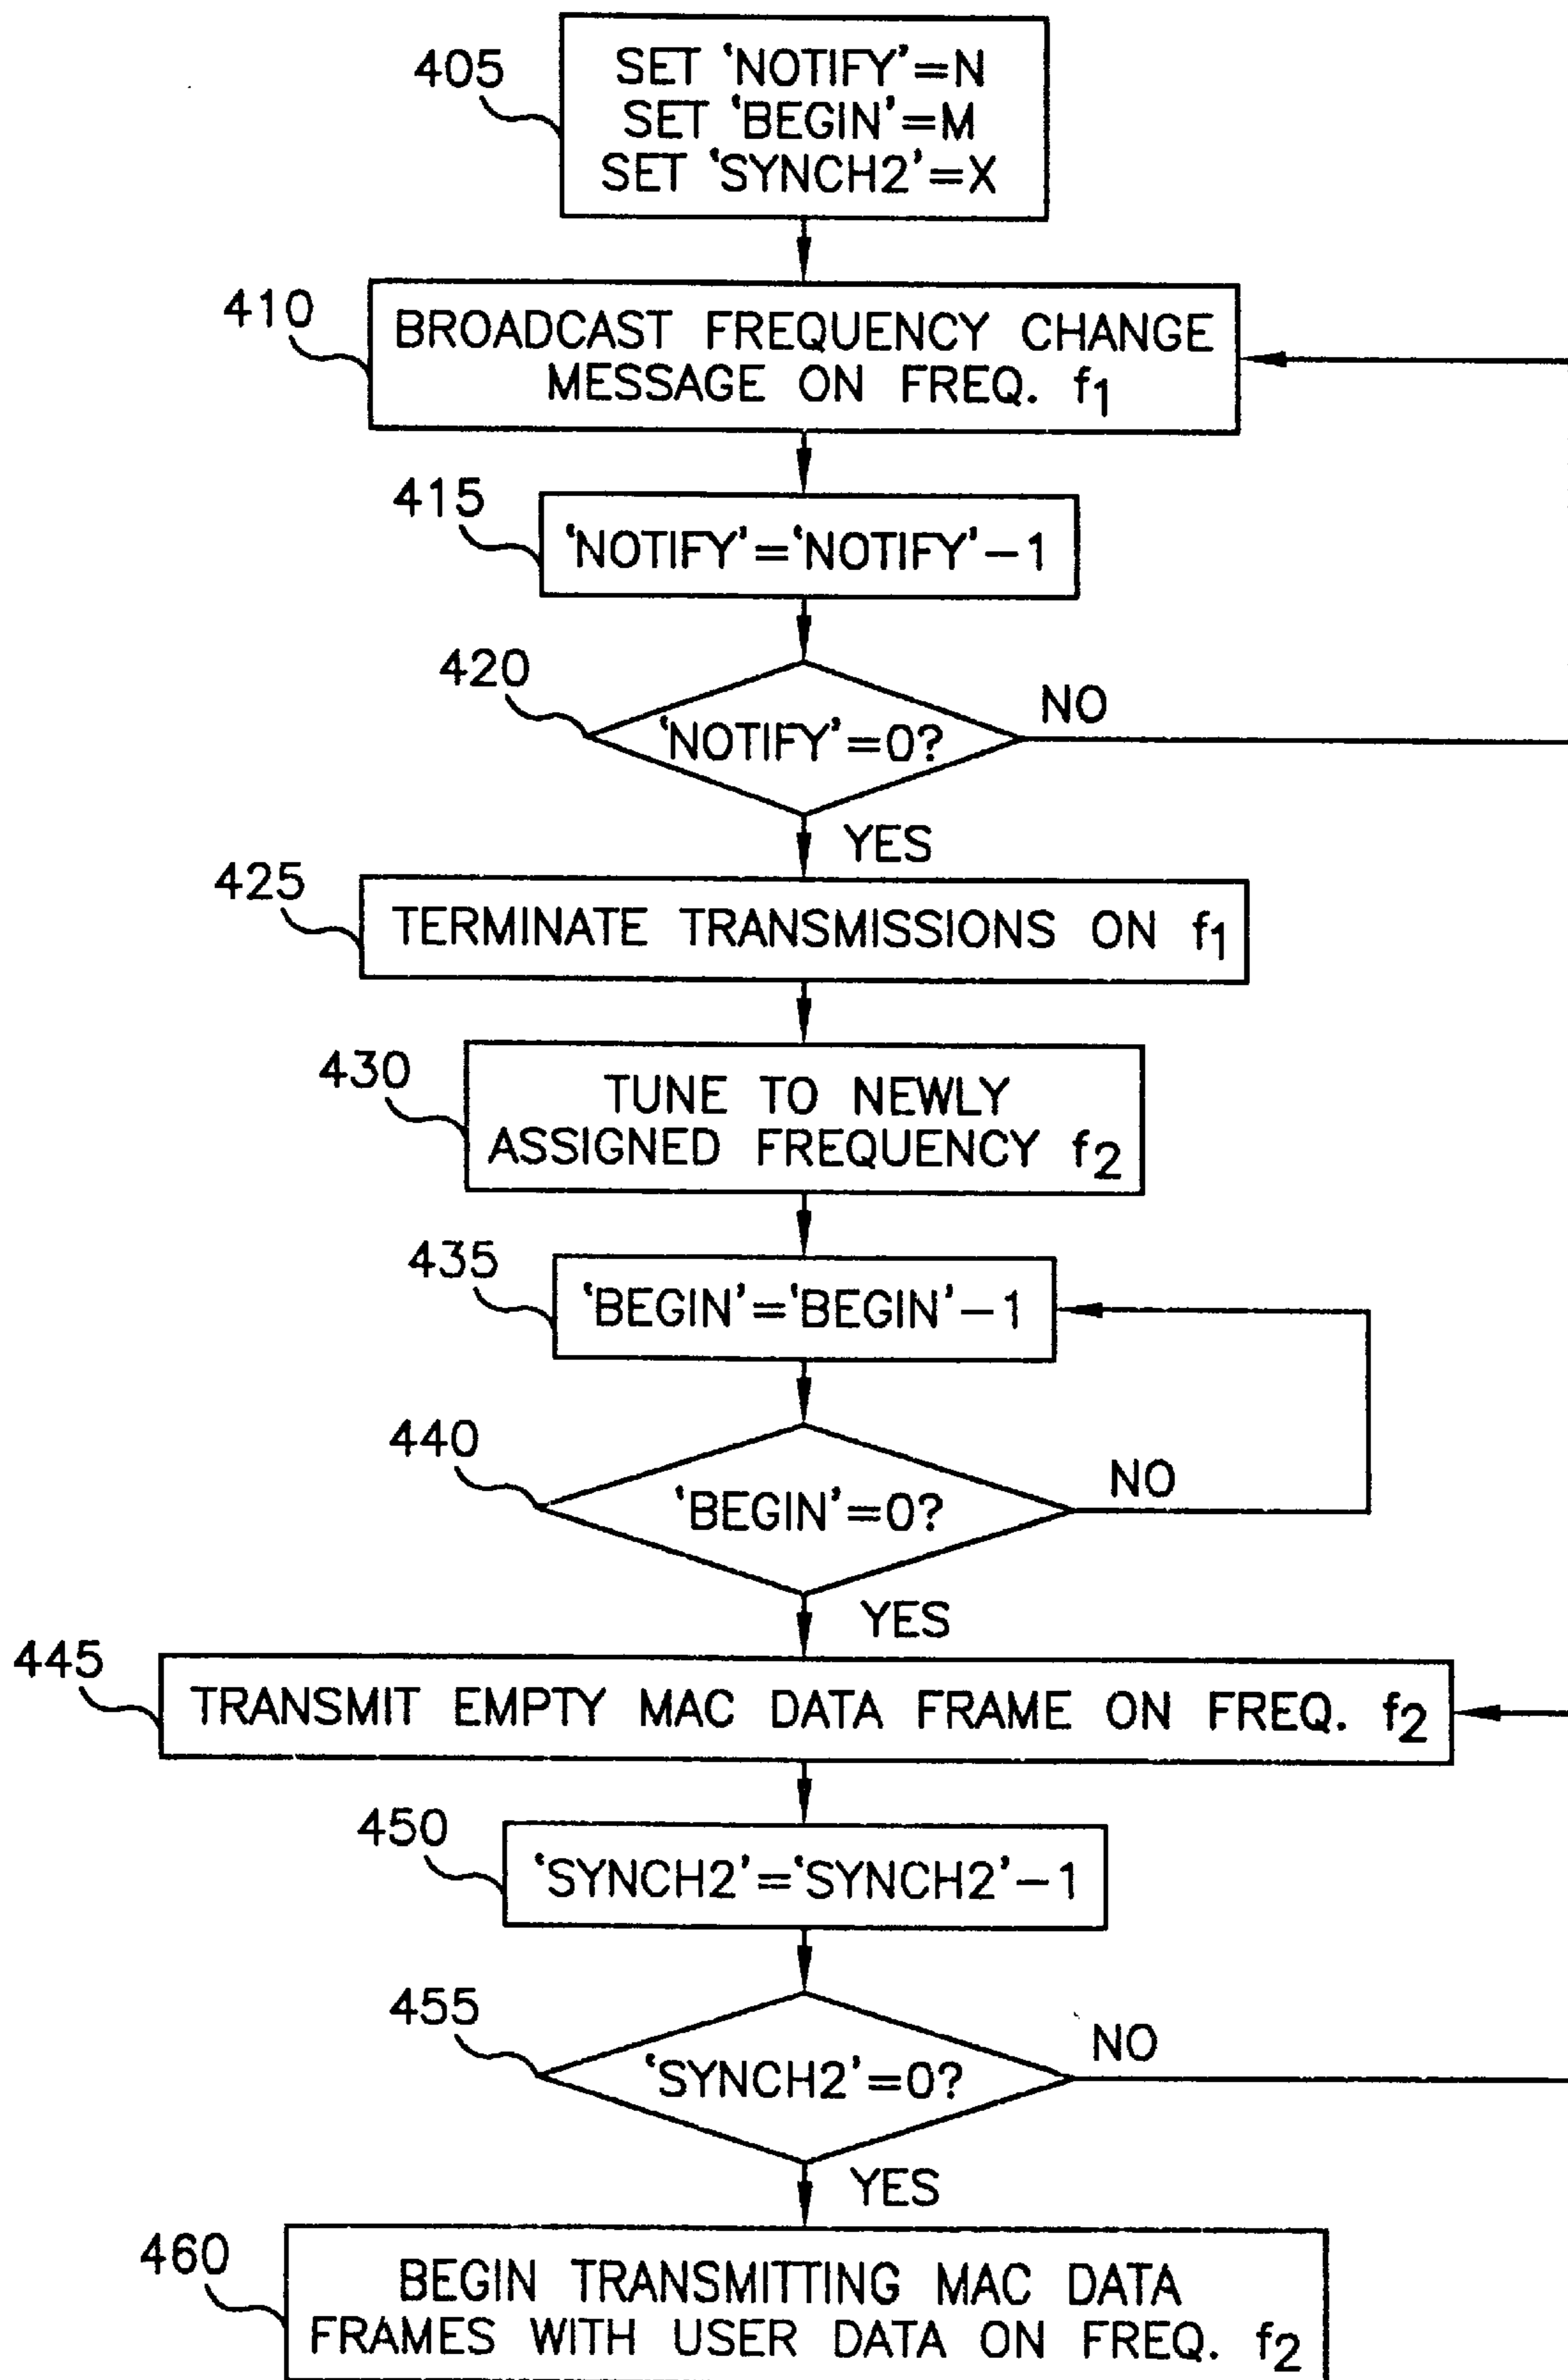 405
SET 'NOTIFY'=N
SET 'BEGIN'=M
SET 'SYNCH2'=X
410
BROADCAST FREQUENCY CHANGE
MESSAGE ON FREQ. f1
415
'NOTIFY'='NOTIFY'-1
420
'NOTIFY'=0?
NO
YES
425
TERMINATE TRANSMISSIONS ON f1
430
TUNE TO NEWLY
ASSIGNED FREQUENCY f2
435
'BEGIN'='BEGIN'-1
440
'BEGIN'=0?
NO
YES
445
TRANSMIT EMPTY MAC DATA FRAME ON FREQ. f2
450
'SYNCH2'='SYNCH2'-1
455
'SYNCH2'=0?
NO
YES
460
BEGIN TRANSMITTING MAC DATA
FRAMES WITH USER DATA ON FREQ. f2